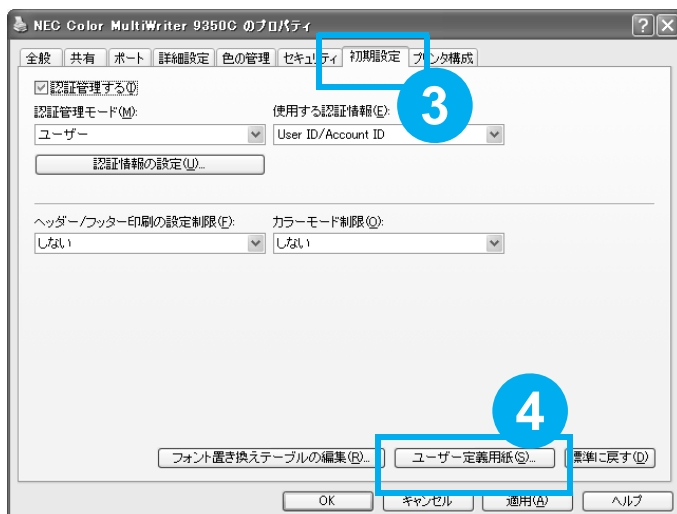 NEC Color MultiWriter 9350C のプロパティ
全般 共有 ポート 詳細設定 色の管理 セキュリティ 初期設定 プリンタ構成
3
認証管理する(I)
認証管理モード(M): 使用する認証情報(E):
ユーザー User ID/Account ID
認証情報の設定(U)...
ヘッダー/フッター印刷の設定制限(F): カラーモード制限(O):
しない しない
4
フォント置き換えテーブルの編集(R)... ユーザー定義用紙(S)... 標準に戻す(D)
OK キャンセル 適用(A) ヘルプ